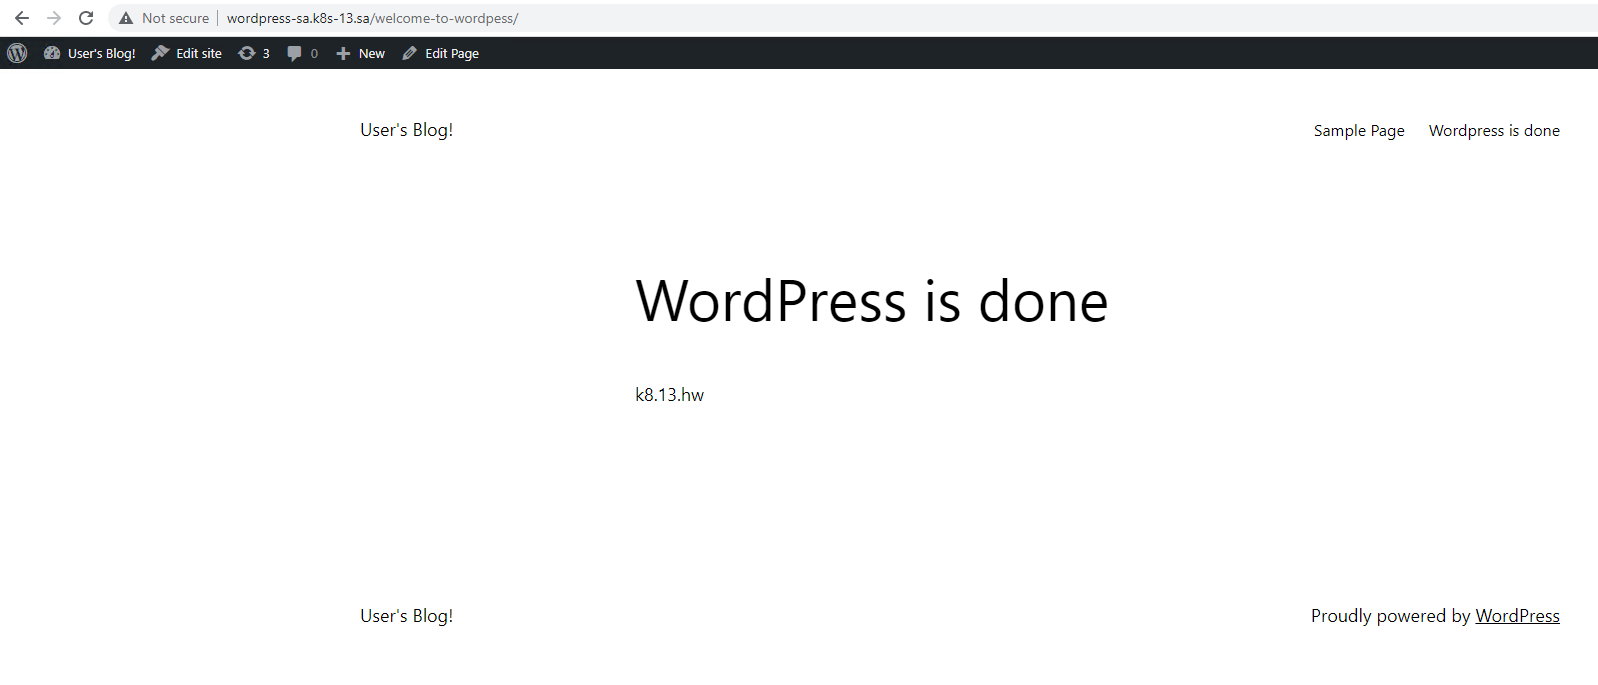 Not secure wordpress-sa.k8s-13.sa/welcome-to-wordpess/
User's Blog! Edit site 3 0 New Edit Page
User's Blog! Sample Page Wordpress is done
WordPress is done
k8.13.hw
User's Blog! Proudly powered by WordPress